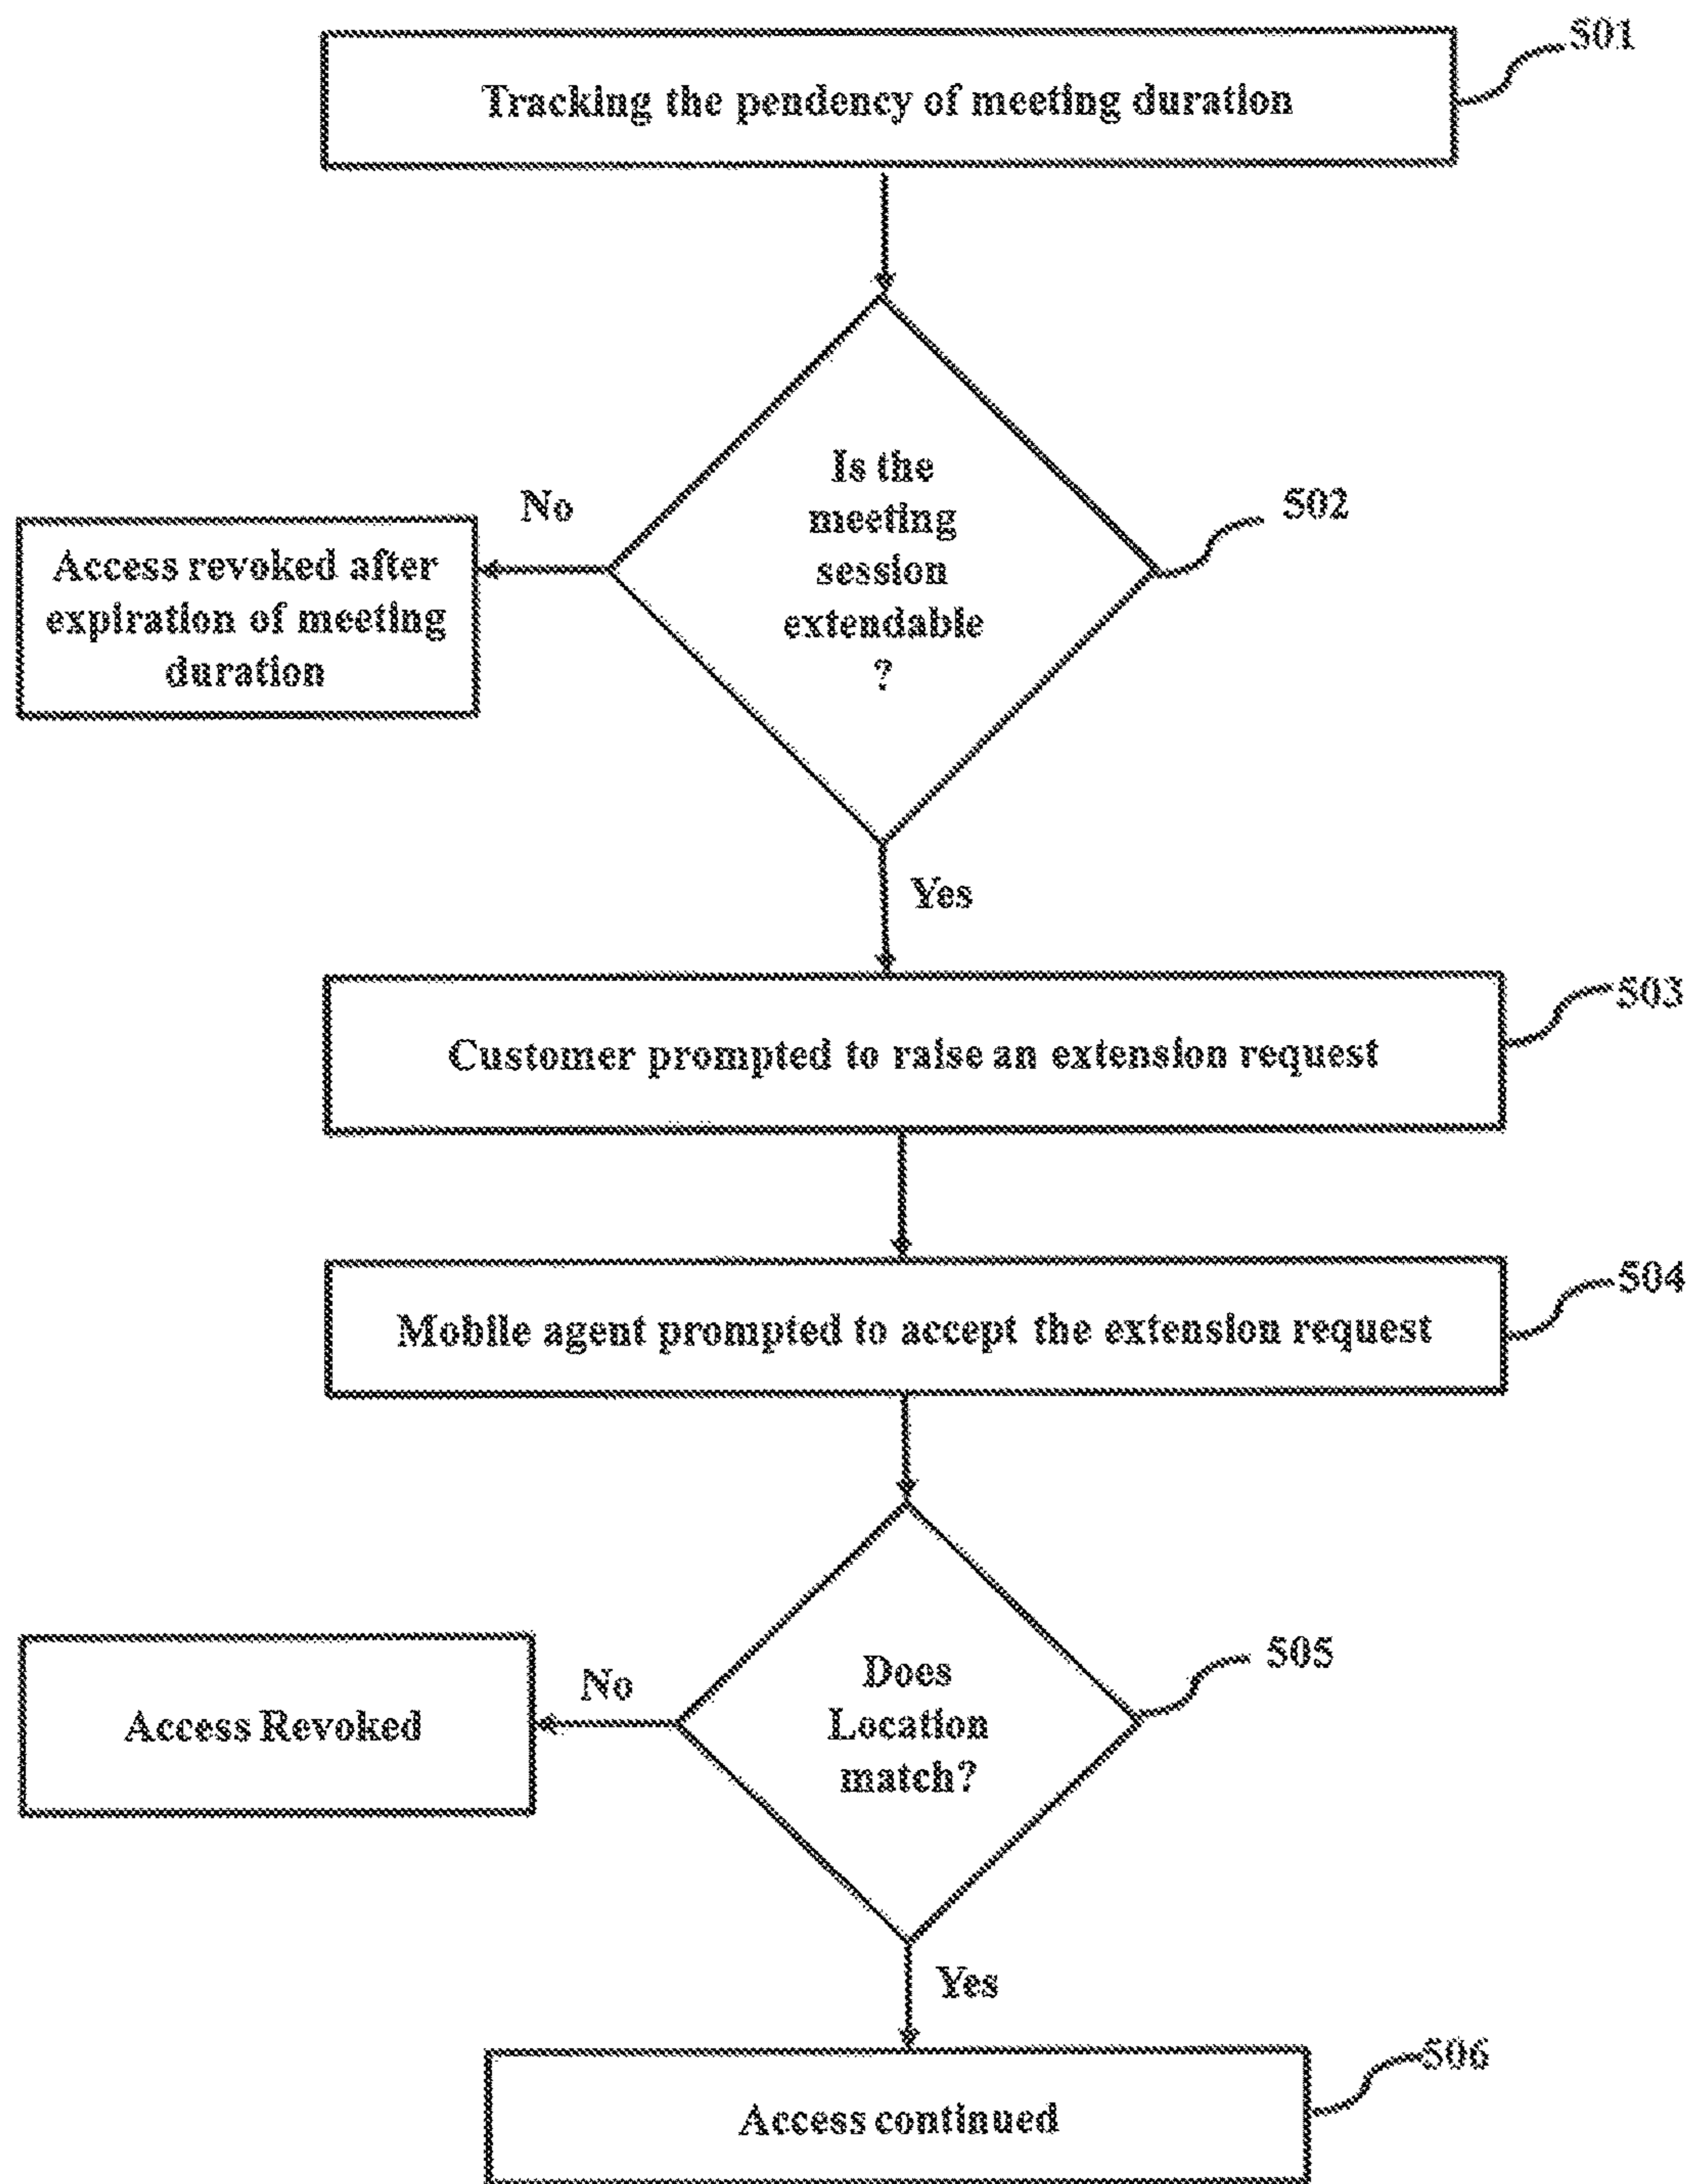 501
Tracking the pendency of meeting duration
Is the
meeting
session
extendable
?
502
No
Access revoked after
expiration of meeting
duration
Yes
503
Customer prompted to raise an extension request
504
Mobile agent prompted to accept the extension request
Does
Location
match?
505
No
Access Revoked
Yes
506
Access continued